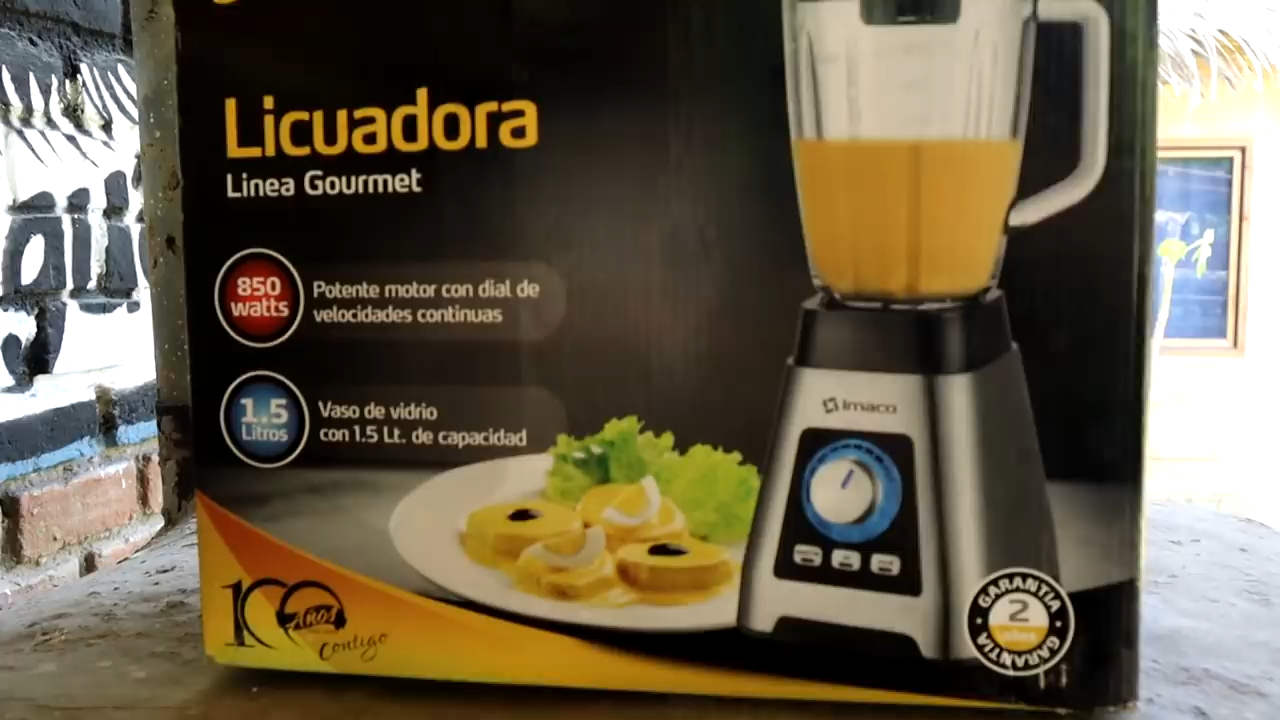 Licuadora
Linea Gourmet
850
watts
Potente motor con dial de
velocidades continuas
1.5
Litros
Vaso de vidrio
con 1.5 Lt. de capacidad
imaco
100 Años
Contigo
GARANTIA
2
años
GARANTIA